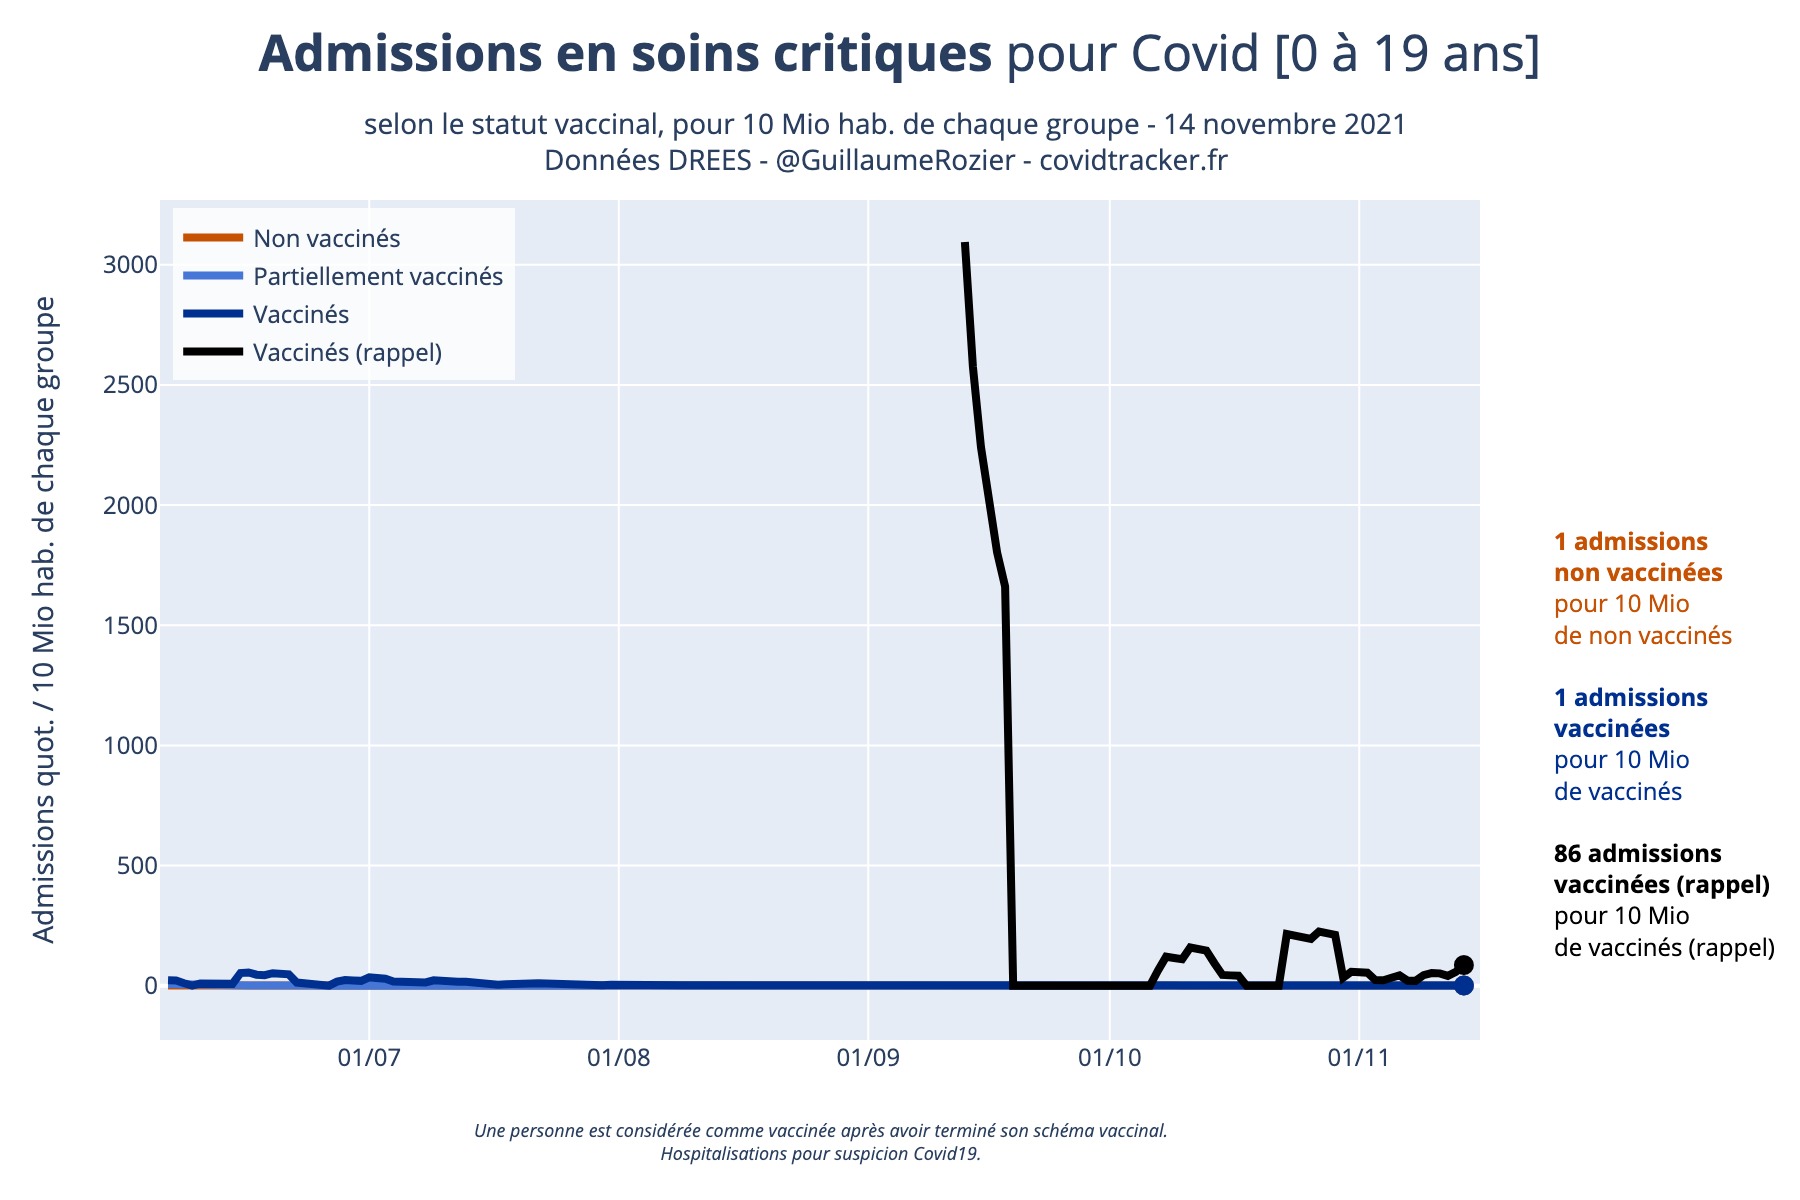 Admissions en soins critiques pour Covid [0 à 19 ans]
selon le statut vaccinal, pour 10 Mio hab. de chaque groupe - 14 novembre 2021
Données DREES - @GuillaumeRozier - covidtracker.fr
Non vaccinés
Partiellement vaccinés
Vaccinés
Vaccinés (rappel)
Admissions quot. / 10 Mio hab. de chaque groupe
3000
2500
2000
1500
1000
500
0
01/07
01/08
01/09
01/10
01/11
1 admissions
non vaccinées
pour 10 Mio
de non vaccinés
1 admissions
vaccinées
pour 10 Mio
de vaccinés
86 admissions
vaccinées (rappel)
pour 10 Mio
de vaccinés (rappel)
Une personne est considérée comme vaccinée après avoir terminé son schéma vaccinal.
Hospitalisations pour suspicion Covid19.